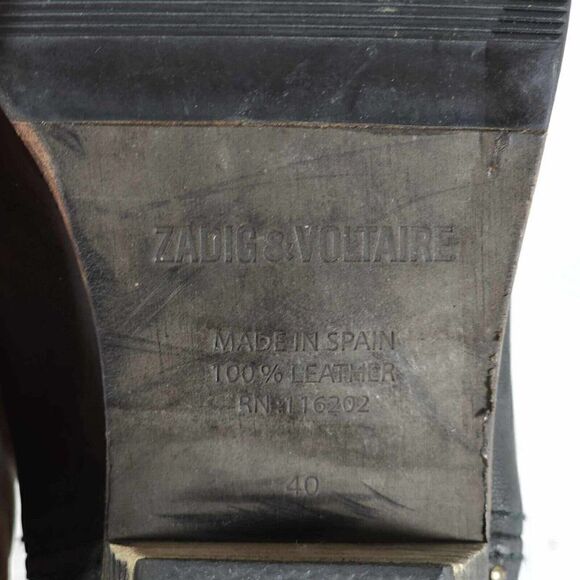 ZADIG & VOLTAIRE
MADE IN SPAIN
100% LEATHER
RN:116202
40